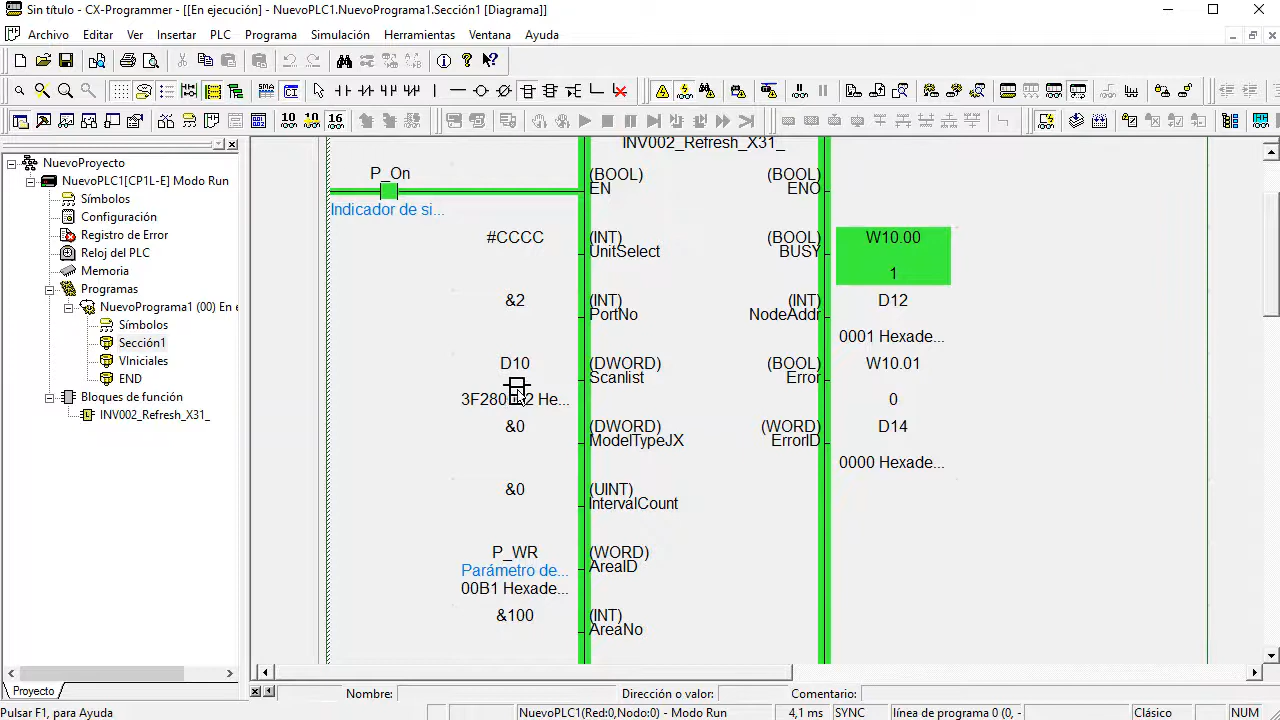 Sin título - CX-Programmer - [[En ejecución] - NuevoPLC1.NuevoPrograma1.Sección1 [Diagrama]]
Archivo Editar Ver Insertar PLC Programa Simulación Herramientas Ventana Ayuda
SMA
10 10 16
NuevoProyecto
NuevoPLC1[CP1L-E] Modo Run
Símbolos
Configuración
Registro de Error
Reloj del PLC
Memoria
Programas
NuevoPrograma1 (00) En e
Símbolos
Sección1
VIniciales
END
Bloques de función
INV002_Refresh_X31_
Proyecto
INV002_Refresh_X31_
P_On
(BOOL)
EN
(BOOL)
ENO
Indicador de si...
#CCCC
(INT)
UnitSelect
(BOOL)
BUSY
W10.00
1
&2
(INT)
PortNo
(INT)
NodeAddr
D12
0001 Hexade...
D10
(DWORD)
Scanlist
(BOOL)
Error
W10.01
0
&0
(DWORD)
ModelTypeJX
(WORD)
ErrorID
D14
0000 Hexade...
&0
(UINT)
IntervalCount
P_WR
(WORD)
AreaID
Parámetro de...
00B1 Hexade...
&100
(INT)
AreaNo
Nombre: Dirección o valor: Comentario:
Pulsar F1, para Ayuda NuevoPLC1(Red:0,Nodo:0) - Modo Run 4,1 ms SYNC línea de programa 0 (0, - Clásico NUM